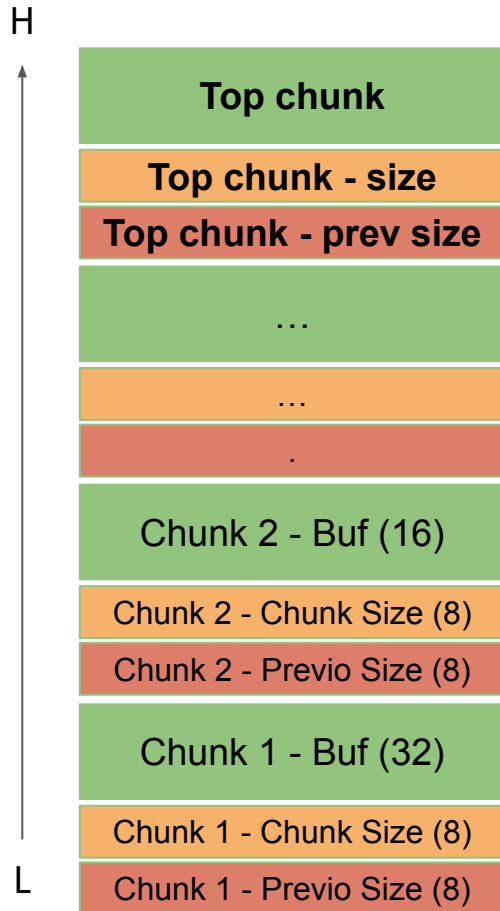 H
Top chunk
Top chunk - size
Top chunk - prev size
...
...
.
Chunk 2 - Buf (16)
Chunk 2 - Chunk Size (8)
Chunk 2 - Previo Size (8)
Chunk 1 - Buf (32)
Chunk 1 - Chunk Size (8)
L
Chunk 1 - Previo Size (8)